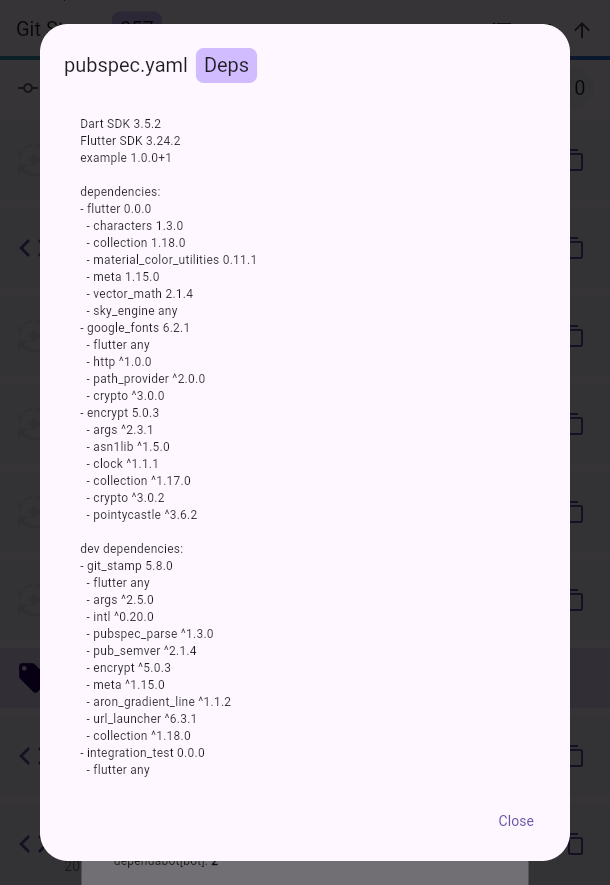 Git
pubspec.yaml Deps
0
Dart SDK 3.5.2
Flutter SDK 3.24.2
example 1.0.0+1
dependencies:
- flutter 0.0.0
- characters 1.3.0
- collection 1.18.0
- material_color_utilities 0.11.1
- meta 1.15.0
- vector_math 2.1.4
- sky_engine any
- google_fonts 6.2.1
- flutter any
- http ^1.0.0
- path_provider ^2.0.0
- crypto ^3.0.0
- encrypt 5.0.3
- args ^2.3.1
- asn1lib ^1.5.0
- clock ^1.1.1
- collection ^1.17.0
- crypto ^3.0.2
- pointycastle ^3.6.2
dev dependencies:
- git_stamp 5.8.0
- flutter any
- args ^2.5.0
- intl ^0.20.0
- pubspec_parse ^1.3.0
- pub_semver ^2.1.4
- encrypt ^5.0.3
- meta ^1.15.0
- aron_gradient_line ^1.1.2
- url_launcher ^6.3.1
- collection ^1.18.0
- integration_test 0.0.0
- flutter any
Close
dependabot[bot]: 2
20